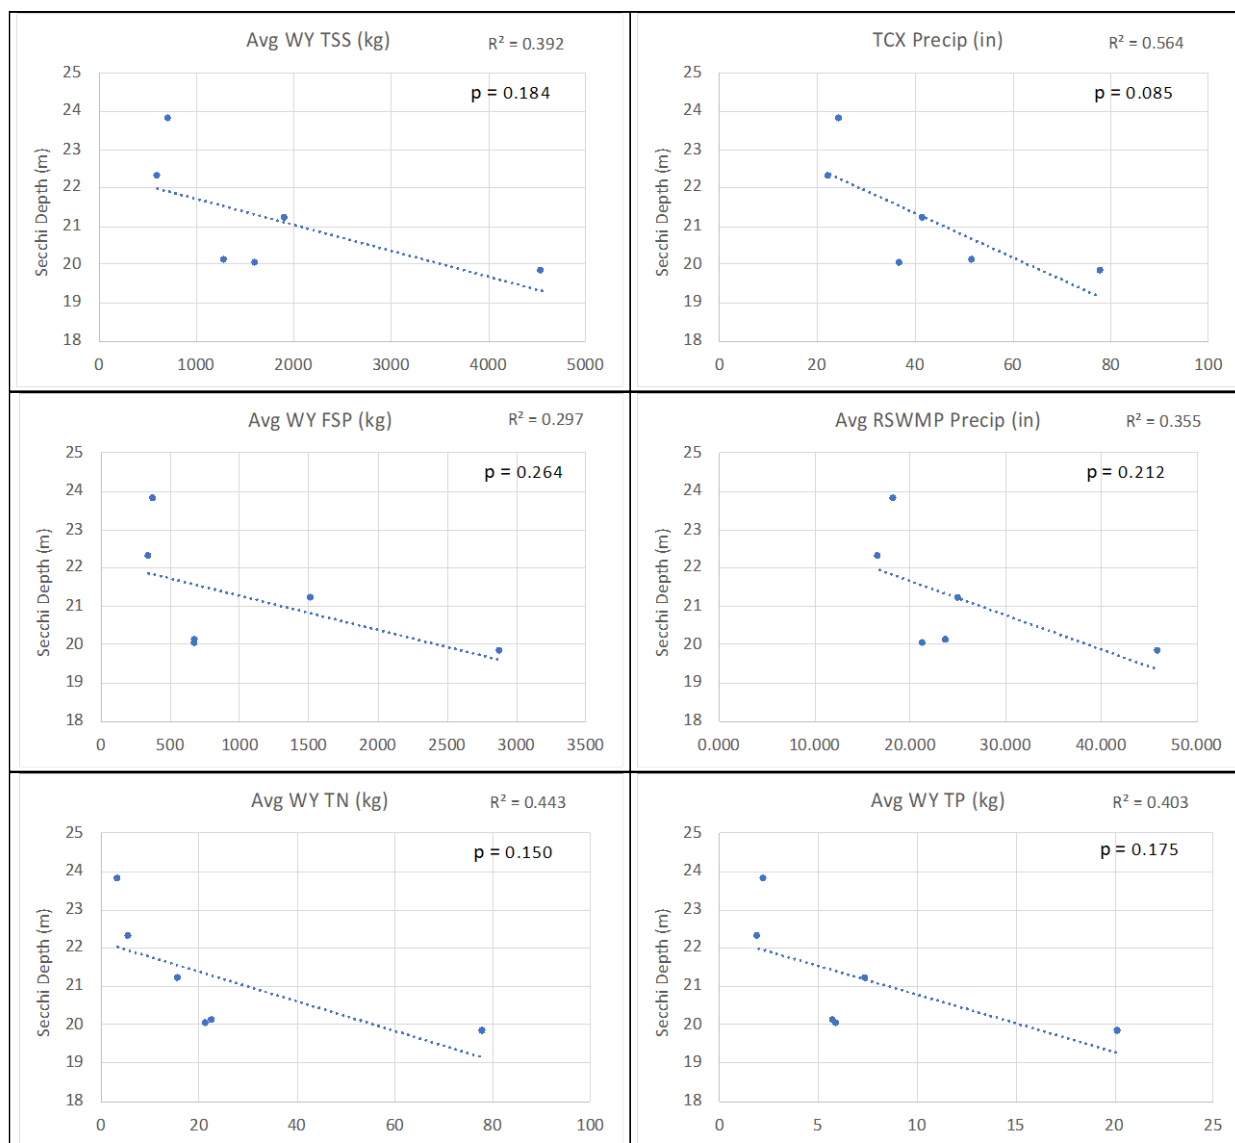 Avg WY TSS (kg)
R² = 0.392
p = 0.184
Secchi Depth (m)
25
24
23
22
21
20
19
18
0 1000 2000 3000 4000 5000
TCX Precip (in)
R² = 0.564
p = 0.085
Secchi Depth (m)
25
24
23
22
21
20
19
18
0 20 40 60 80 100
Avg WY FSP (kg)
R² = 0.297
p = 0.264
Secchi Depth (m)
25
24
23
22
21
20
19
18
0 500 1000 1500 2000 2500 3000 3500
Avg RSWMP Precip (in)
R² = 0.355
p = 0.212
Secchi Depth (m)
25
24
23
22
21
20
19
18
0.000 10.000 20.000 30.000 40.000 50.000
Avg WY TN (kg)
R² = 0.443
p = 0.150
Secchi Depth (m)
25
24
23
22
21
20
19
18
0 20 40 60 80 100
Avg WY TP (kg)
R² = 0.403
p = 0.175
Secchi Depth (m)
25
24
23
22
21
20
19
18
0 5 10 15 20 25